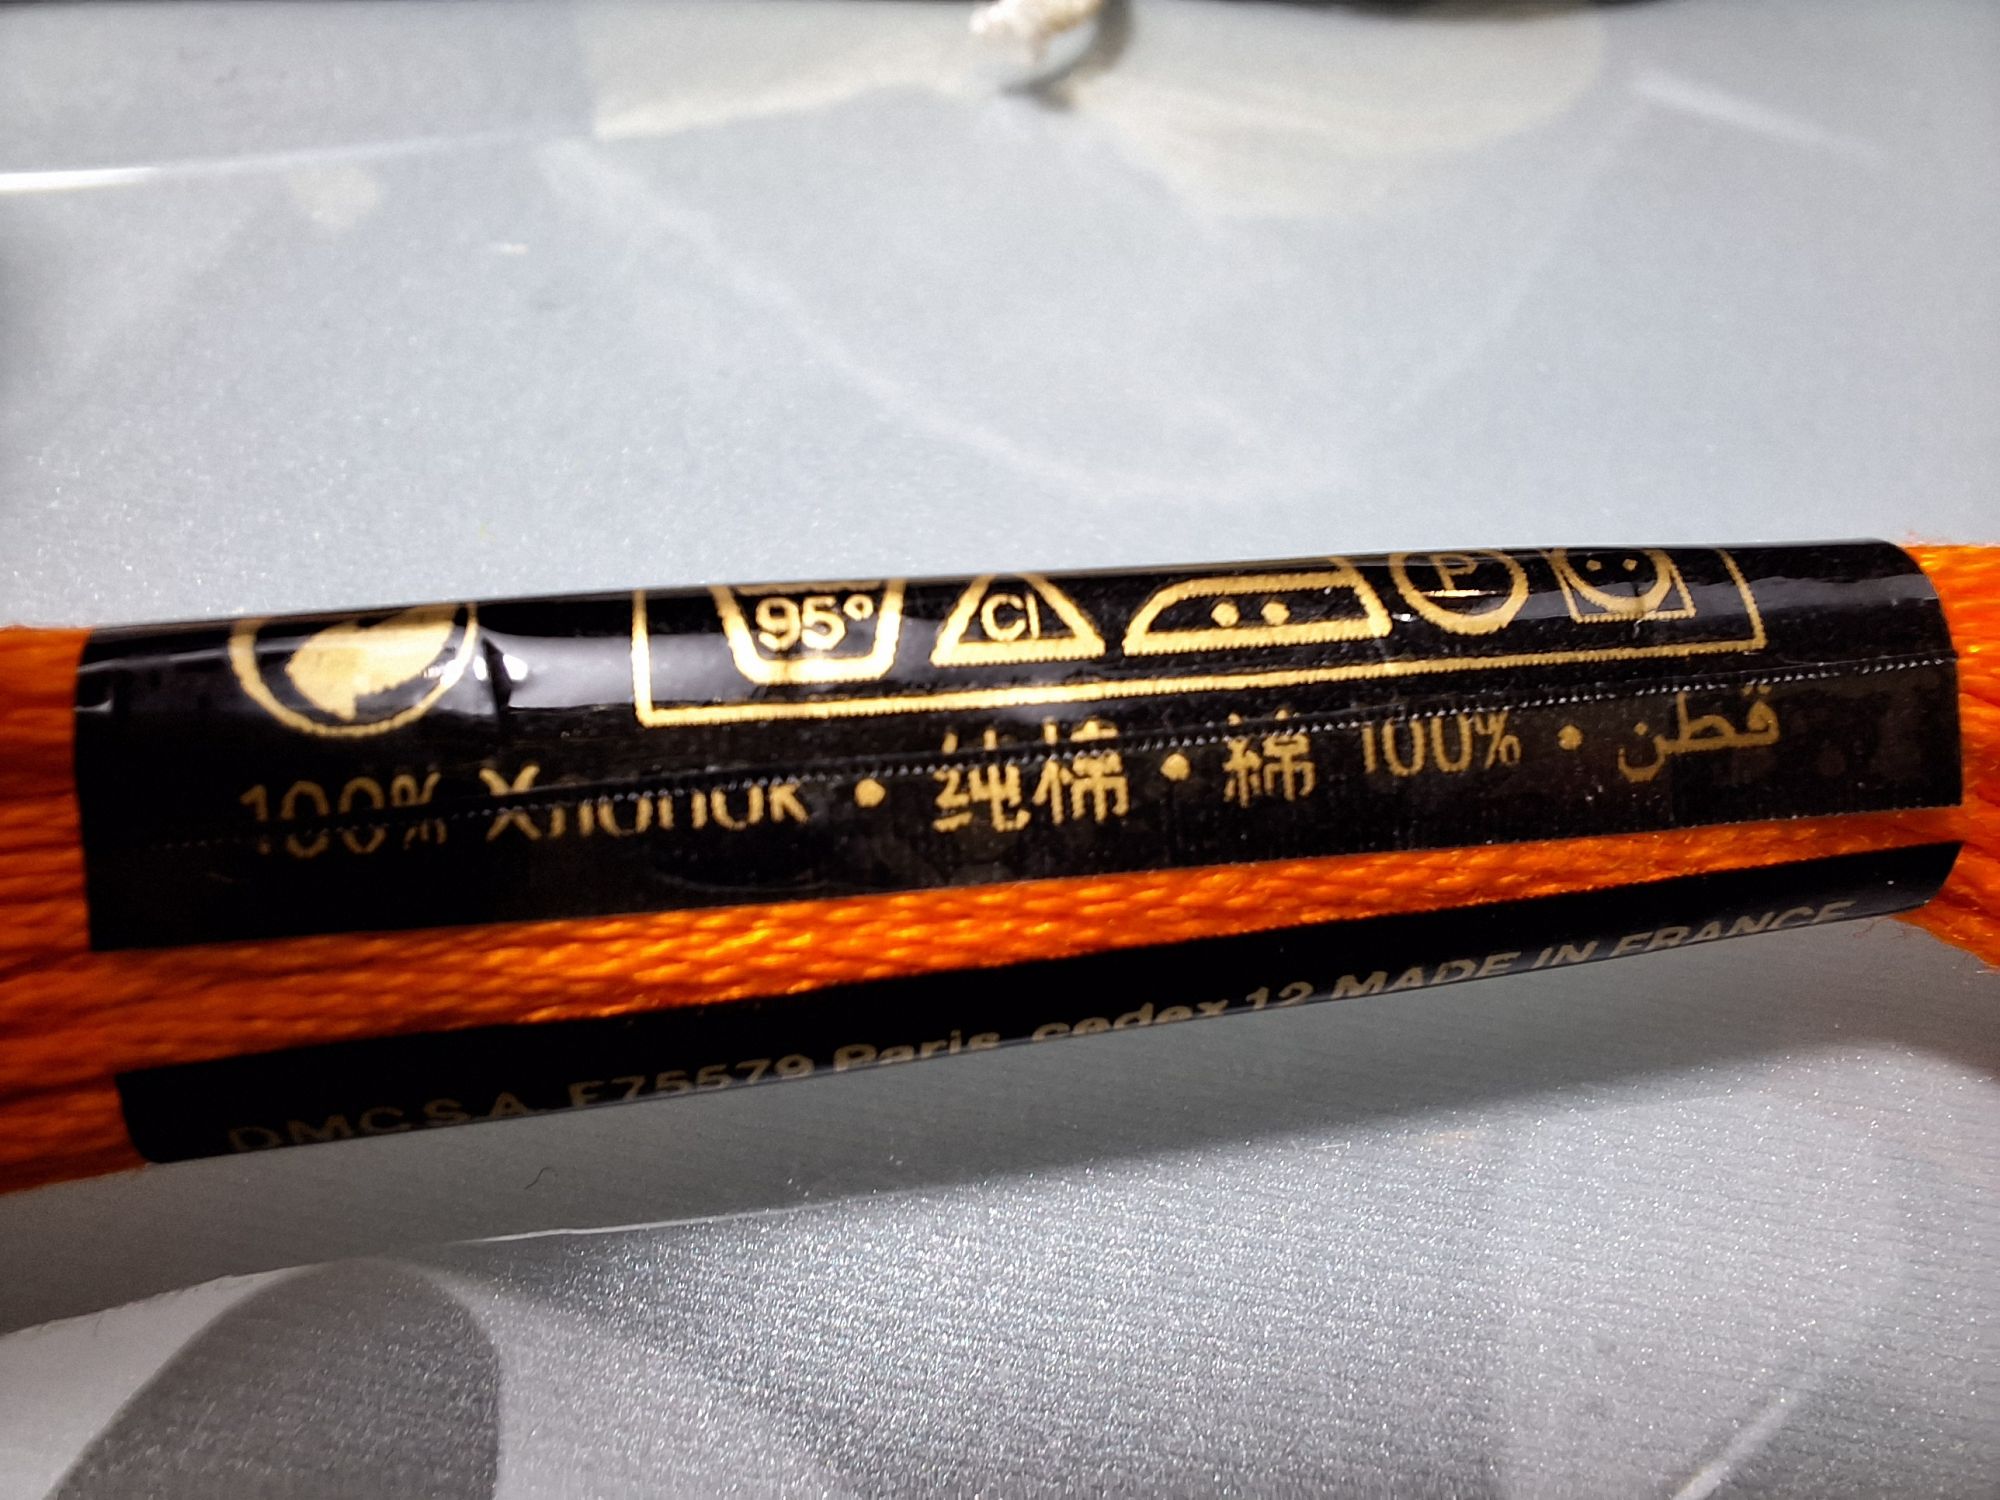 95° Cl P
100% Хлопок • 纯棉 • 綿 100% • قطن
DMC S.A. F75579 Paris cedex 12 MADE IN FRANCE